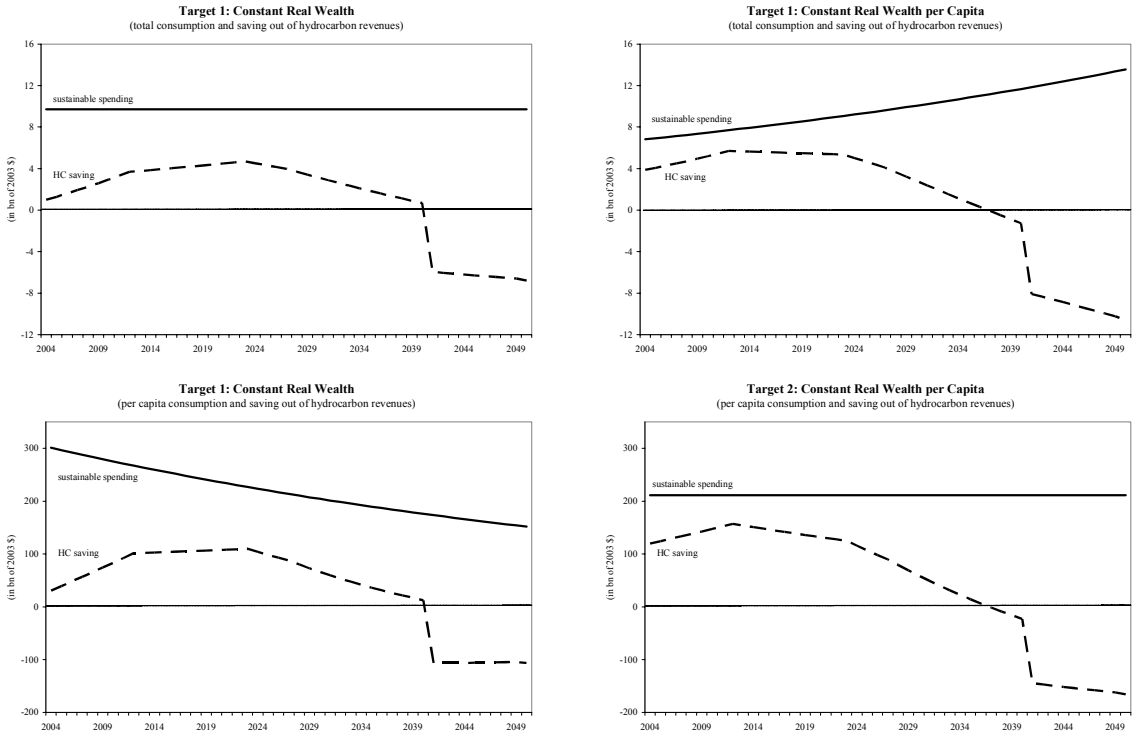 Target 1: Constant Real Wealth
(total consumption and saving out of hydrocarbon revenues)
16
12
8
4
0
-4
-8
-12
(in bn of 2003 $)
sustainable spending
HC saving
2004 2009 2014 2019 2024 2029 2034 2039 2044 2049
Target 1: Constant Real Wealth per Capita
(total consumption and saving out of hydrocarbon revenues)
16
12
8
4
0
-4
-8
-12
(in bn of 2003 $)
sustainable spending
HC saving
2004 2009 2014 2019 2024 2029 2034 2039 2044 2049
Target 1: Constant Real Wealth
(per capita consumption and saving out of hydrocarbon revenues)
300
200
100
0
-100
-200
(in bn of 2003 $)
sustainable spending
HC saving
2004 2009 2014 2019 2024 2029 2034 2039 2044 2049
Target 2: Constant Real Wealth per Capita
(per capita consumption and saving out of hydrocarbon revenues)
300
200
100
0
-100
-200
(in bn of 2003 $)
sustainable spending
HC saving
2004 2009 2014 2019 2024 2029 2034 2039 2044 2049